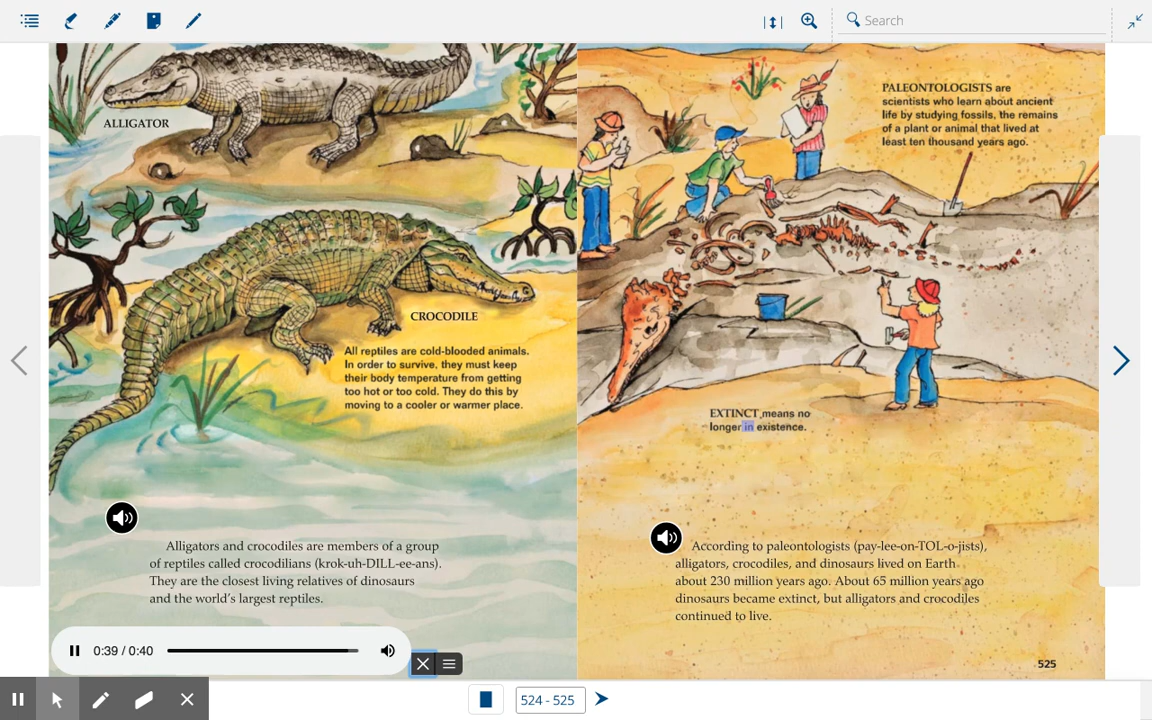 Search
ALLIGATOR
CROCODILE
All reptiles are cold-blooded animals.
In order to survive, they must keep
their body temperature from getting
too hot or too cold. They do this by
moving to a cooler or warmer place.
Alligators and crocodiles are members of a group
of reptiles called crocodilians (krok-uh-DILL-ee-ans).
They are the closest living relatives of dinosaurs
and the world's largest reptiles.
PALEONTOLOGISTS are
scientists who learn about ancient
life by studying fossils, the remains
of a plant or animal that lived at
least ten thousand years ago.
EXTINCT means no
longer in existence.
According to paleontologists (pay-lee-on-TOL-o-jists),
alligators, crocodiles, and dinosaurs lived on Earth
about 230 million years ago. About 65 million years ago
dinosaurs became extinct, but alligators and crocodiles
continued to live.
525
0:39 / 0:40
524 - 525